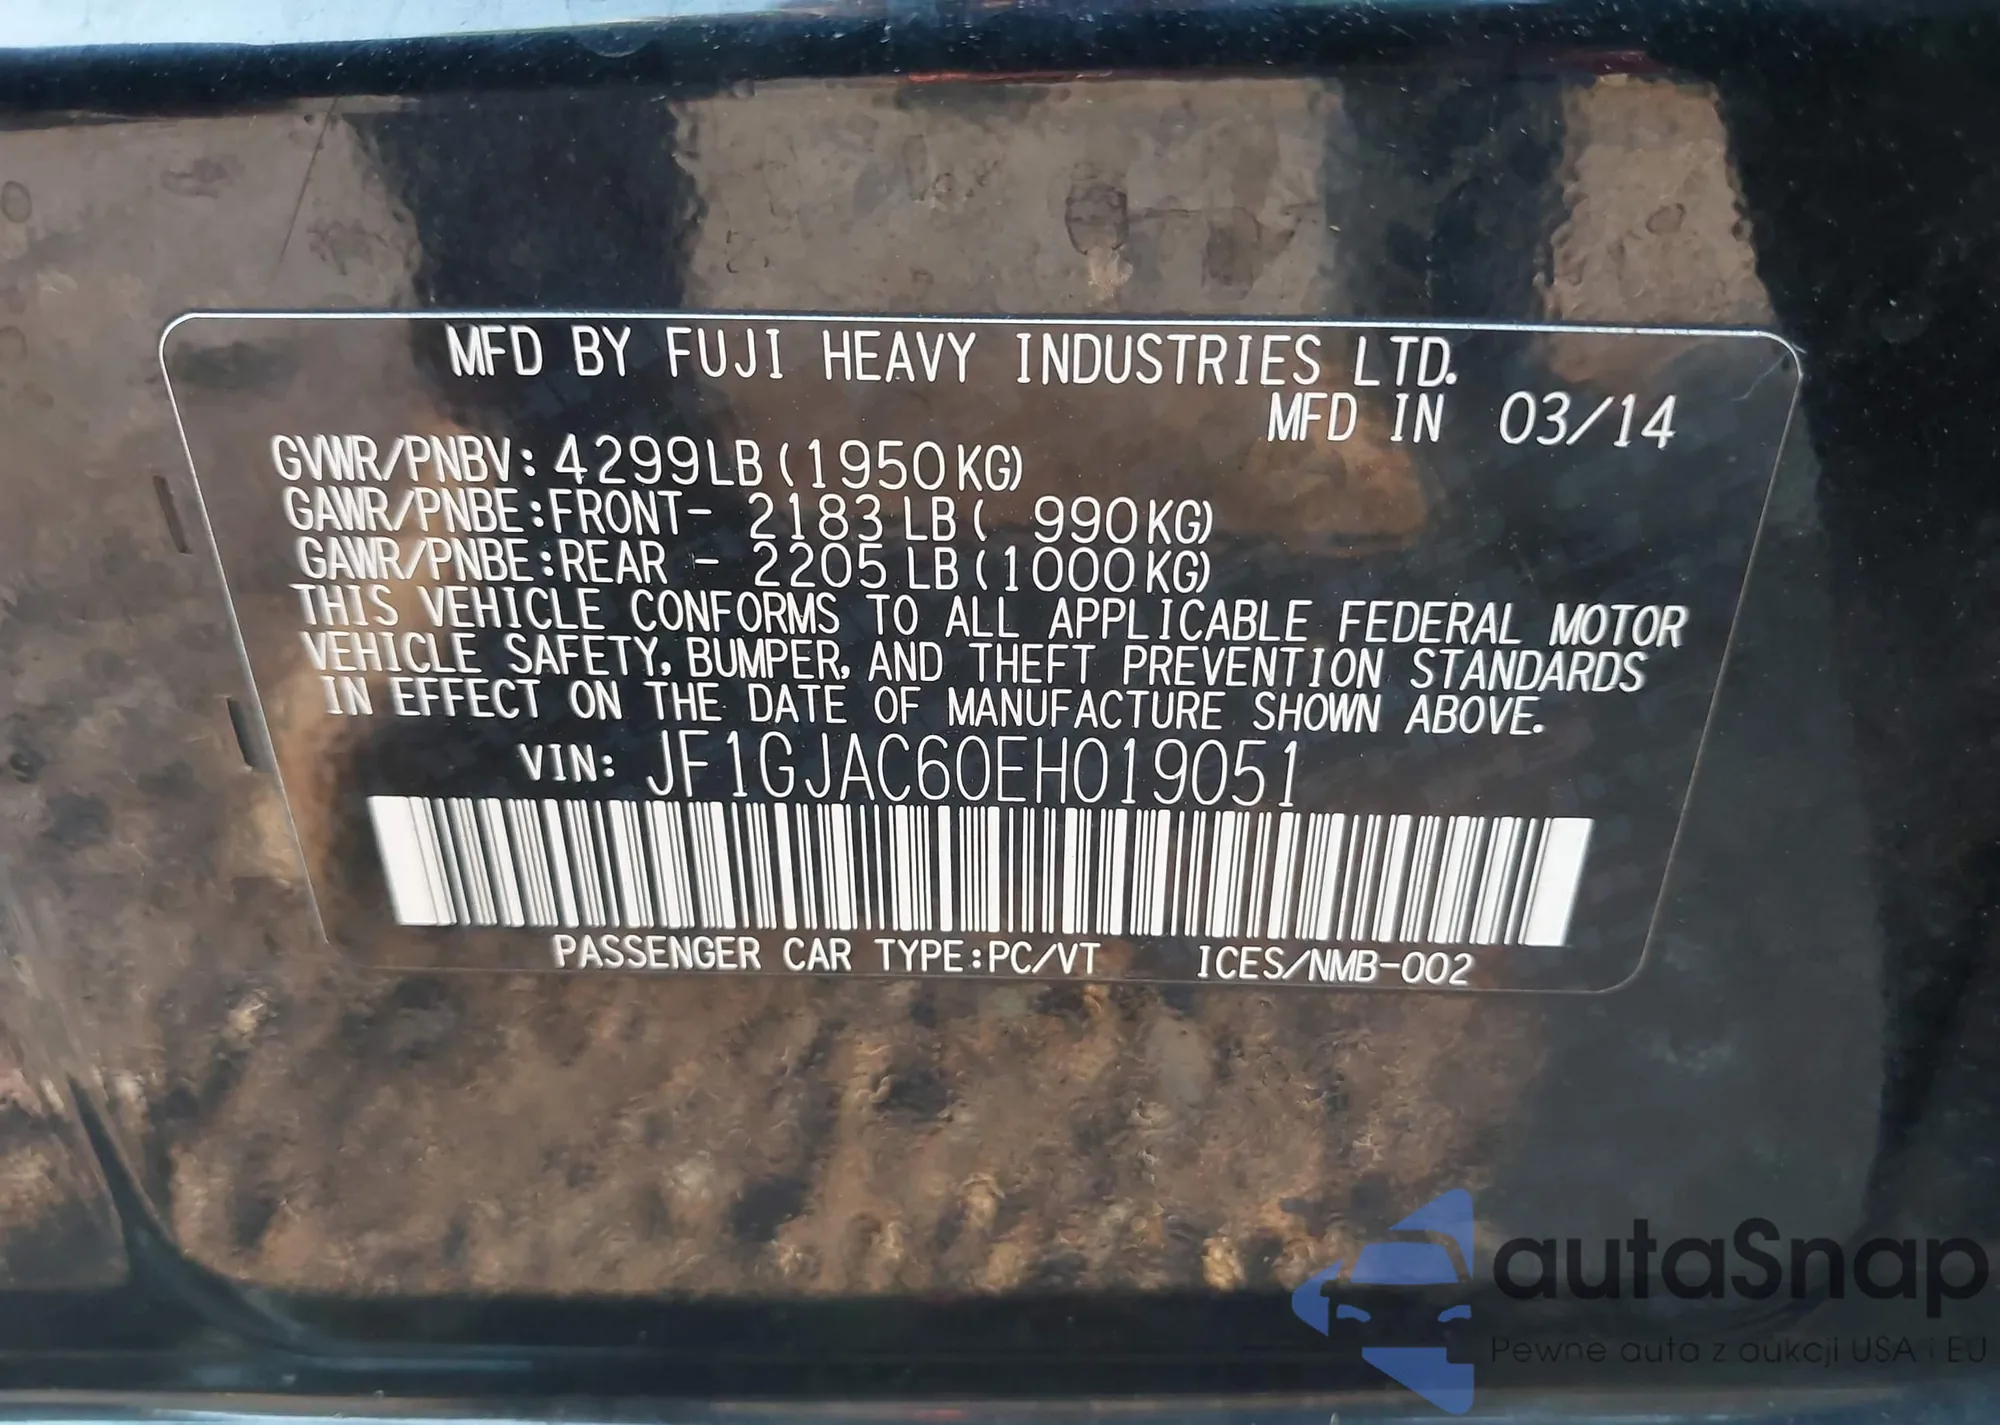 MFD BY FUJI HEAVY INDUSTRIES LTD.
MFD IN 03/14
GVWR/PNBV: 4299LB (1950KG)
GAWR/PNBE:FRONT- 2183 LB ( 990KG)
GAWR/PNBE:REAR - 2205 LB (1000KG)
THIS VEHICLE CONFORMS TO ALL APPLICABLE FEDERAL MOTOR
VEHICLE SAFETY, BUMPER, AND THEFT PREVENTION STANDARDS
IN EFFECT ON THE DATE OF MANUFACTURE SHOWN ABOVE.
VIN: JF1GJAC60EH019051
PASSENGER CAR TYPE:PC/VT ICES/NMB-002
autaSnap
Pewne auta z aukcji USA i EU